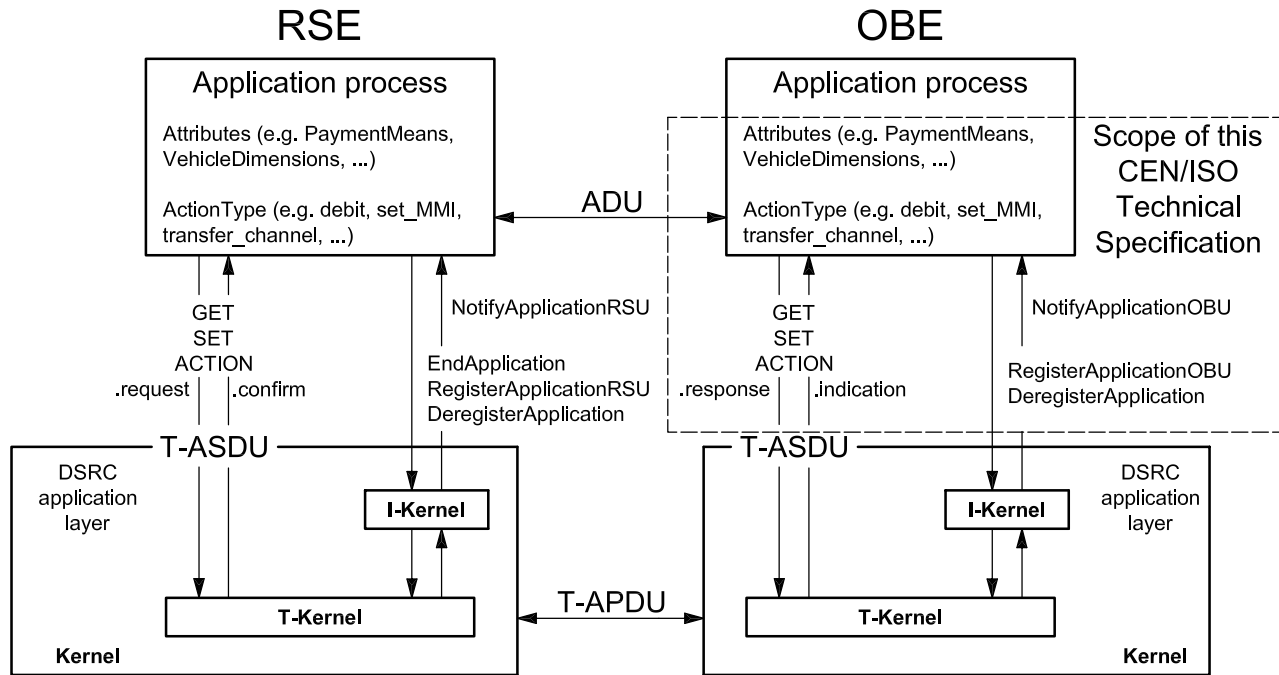 RSE
Application process
Attributes (e.g. PaymentMeans,
VehicleDimensions, ...)
ActionType (e.g. debit, set_MMI,
transfer_channel, ...)
GET
SET
ACTION
.request
.confirm
NotifyApplicationRSU
EndApplication
RegisterApplicationRSU
DeregisterApplication
T-ASDU
DSRC
application
layer
I-Kernel
T-Kernel
Kernel
ADU
T-APDU
OBE
Application process
Attributes (e.g. PaymentMeans,
VehicleDimensions, ...)
ActionType (e.g. debit, set_MMI,
transfer_channel, ...)
Scope of this
CEN/ISO
Technical
Specification
GET
SET
ACTION
.response
.indication
NotifyApplicationOBU
RegisterApplicationOBU
DeregisterApplication
T-ASDU
DSRC
application
layer
I-Kernel
T-Kernel
Kernel